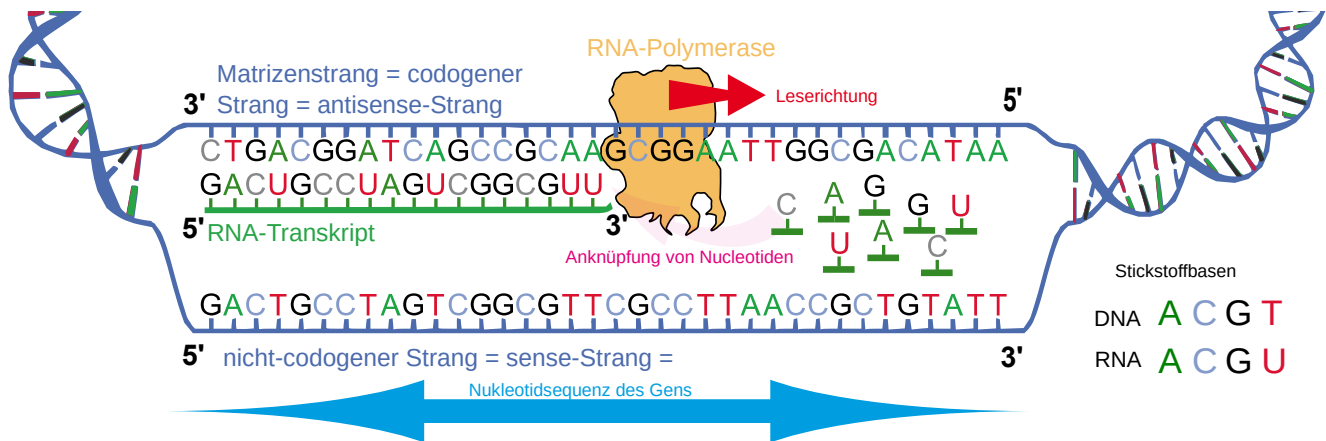 RNA-Polymerase
Matrizenstrang = codogener
Strang = antisense-Strang
Leserichtung
3'
5'
CTGACGGATCAGCCGCAAGCGGAATTGGCGACATAA
GACUGCCUAGUCGGCGUU
C
A
G
G
U
U
A
C
5'
RNA-Transkript
3'
Anknüpfung von Nucleotiden
GACTGCCTAGTCGGCGTTCGCCTTAACCGCTGTATT
5'
nicht-codogener Strang = sense-Strang =
3'
Nukleotidsequenz des Gens
Stickstoffbasen
DNA A C G T
RNA A C G U